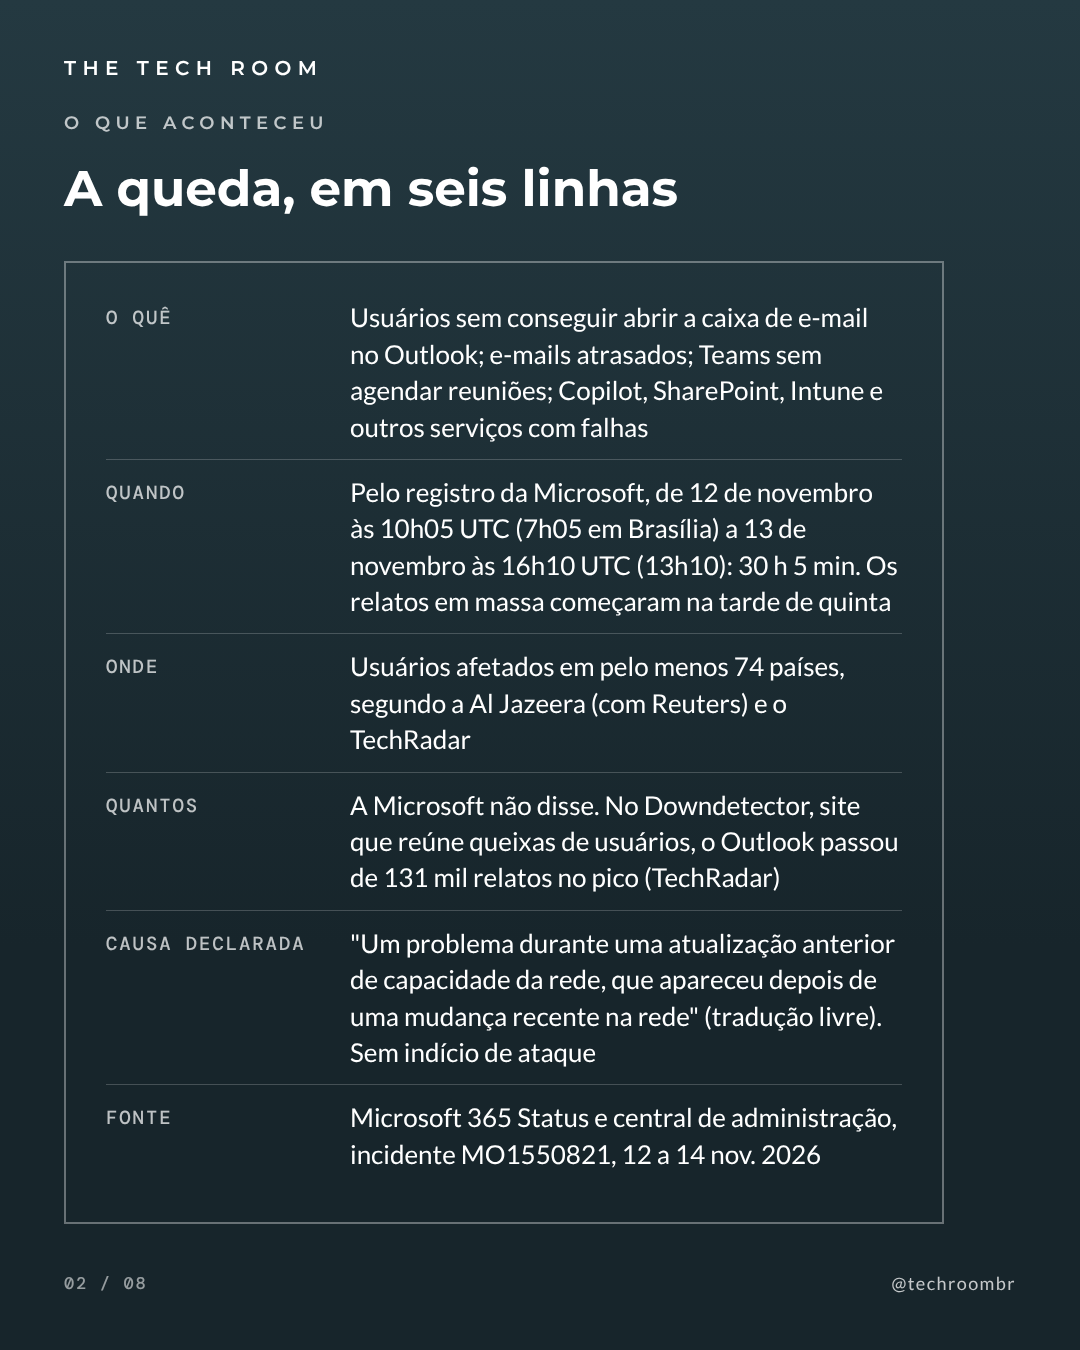 THE TECH ROOM
O QUE ACONTECEU
A queda, em seis linhas
O QUÊ
Usuários sem conseguir abrir a caixa de e-mail
no Outlook; e-mails atrasados; Teams sem
agendar reuniões; Copilot, SharePoint, Intune e
outros serviços com falhas
QUANDO
Pelo registro da Microsoft, de 12 de novembro
às 10h05 UTC (7h05 em Brasília) a 13 de
novembro às 16h10 UTC (13h10): 30 h 5 min. Os
relatos em massa começaram na tarde de quinta
ONDE
Usuários afetados em pelo menos 74 países,
segundo a Al Jazeera (com Reuters) e o
TechRadar
QUANTOS
A Microsoft não disse. No Downdetector, site
que reúne queixas de usuários, o Outlook passou
de 131 mil relatos no pico (TechRadar)
CAUSA DECLARADA
"Um problema durante uma atualização anterior
de capacidade da rede, que apareceu depois de
uma mudança recente na rede" (tradução livre).
Sem indício de ataque
FONTE
Microsoft 365 Status e central de administração,
incidente MO1550821, 12 a 14 nov. 2026
02 / 08
@techroombr